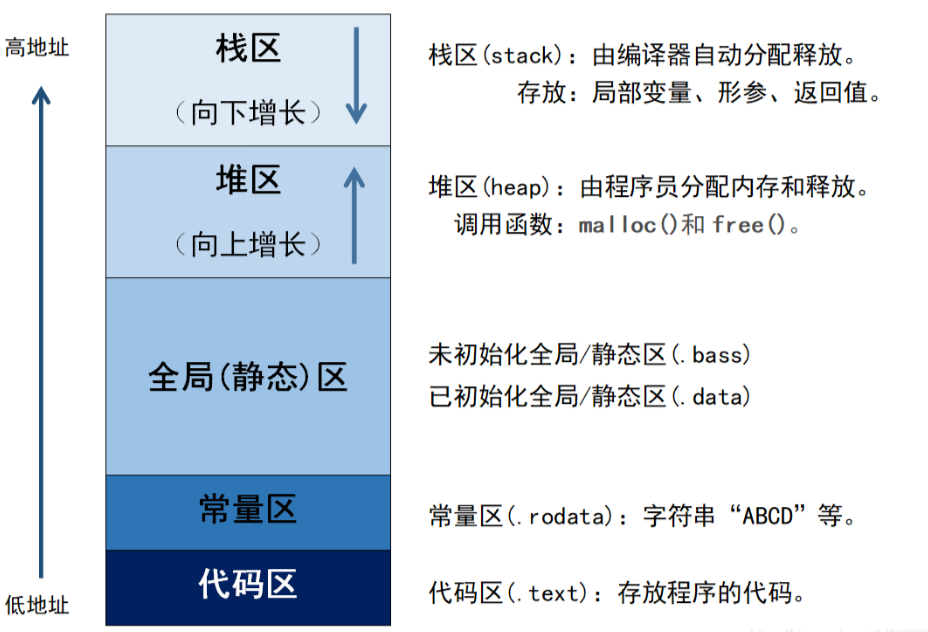 高地址
栈区
(向下增长)
栈区(stack):由编译器自动分配释放。
存放:局部变量、形参、返回值。
堆区
(向上增长)
堆区(heap):由程序员分配内存和释放。
调用函数:malloc()和free()。
全局(静态)区
未初始化全局/静态区(.bass)
已初始化全局/静态区(.data)
常量区
常量区(.rodata):字符串“ABCD”等。
代码区
代码区(.text):存放程序的代码。
低地址